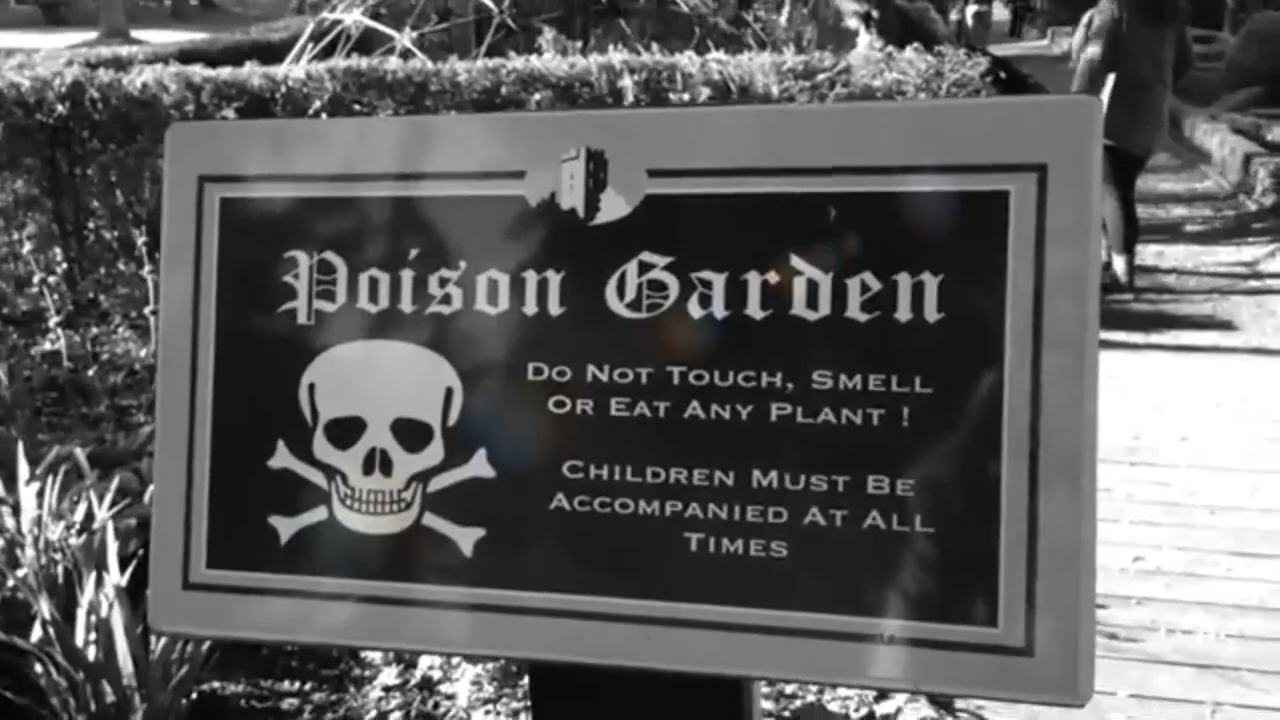 Poison Garden
Do Not Touch, Smell
Or Eat Any Plant !
Children Must Be
Accompanied At All
Times